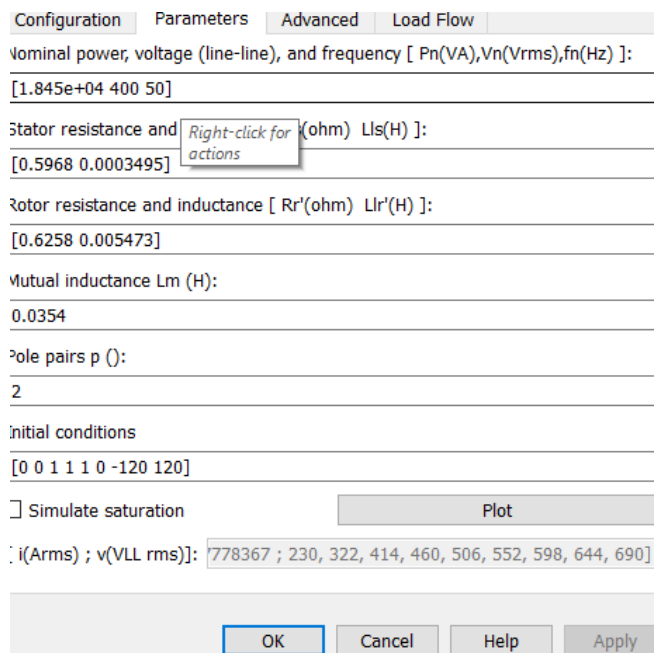 Configuration Parameters Advanced Load Flow
Nominal power, voltage (line-line), and frequency [ Pn(VA),Vn(Vrms),fn(Hz) ]:
[1.845e+04 400 50]
Stator resistance and (ohm) Lls(H) ]:
Right-click for
actions
[0.5968 0.0003495]
Rotor resistance and inductance [ Rr'(ohm) Llr'(H) ]:
[0.6258 0.005473]
Mutual inductance Lm (H):
0.0354
Pole pairs p ():
2
Initial conditions
[0 0 1 1 1 0 -120 120]
Simulate saturation Plot
[ i(Arms) ; v(VLL rms)]: 778367 ; 230, 322, 414, 460, 506, 552, 598, 644, 690]
OK Cancel Help Apply